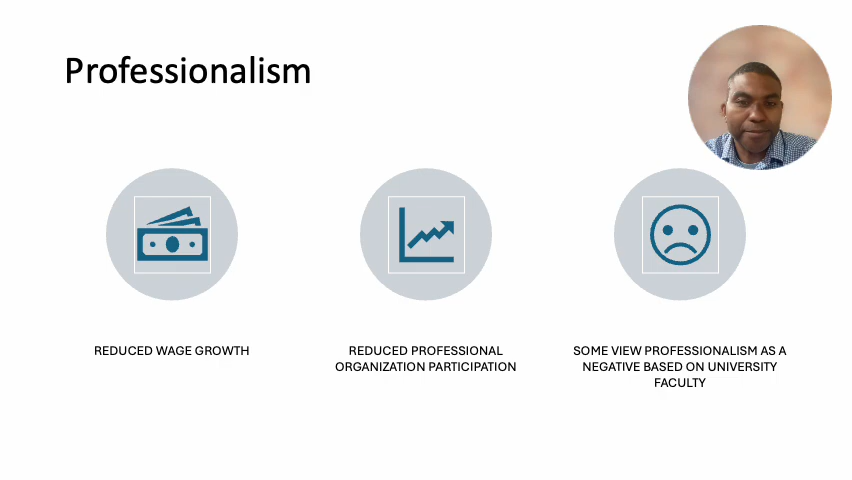 Professionalism
REDUCED WAGE GROWTH
REDUCED PROFESSIONAL
ORGANIZATION PARTICIPATION
SOME VIEW PROFESSIONALISM AS A
NEGATIVE BASED ON UNIVERSITY
FACULTY